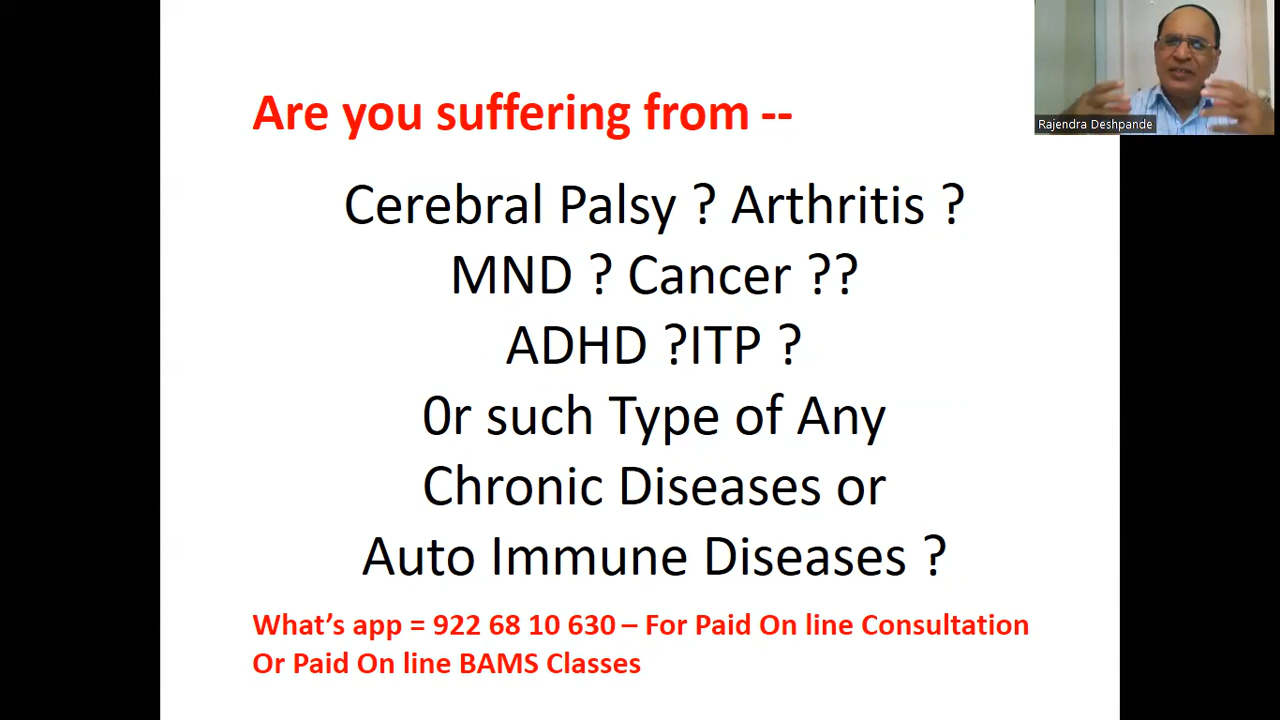 Are you suffering from --
Rajendra Deshpande
Cerebral Palsy ? Arthritis ?
MND ? Cancer ??
ADHD ?ITP ?
0r such Type of Any
Chronic Diseases or
Auto Immune Diseases ?
What’s app = 922 68 10 630 – For Paid On line Consultation
Or Paid On line BAMS Classes